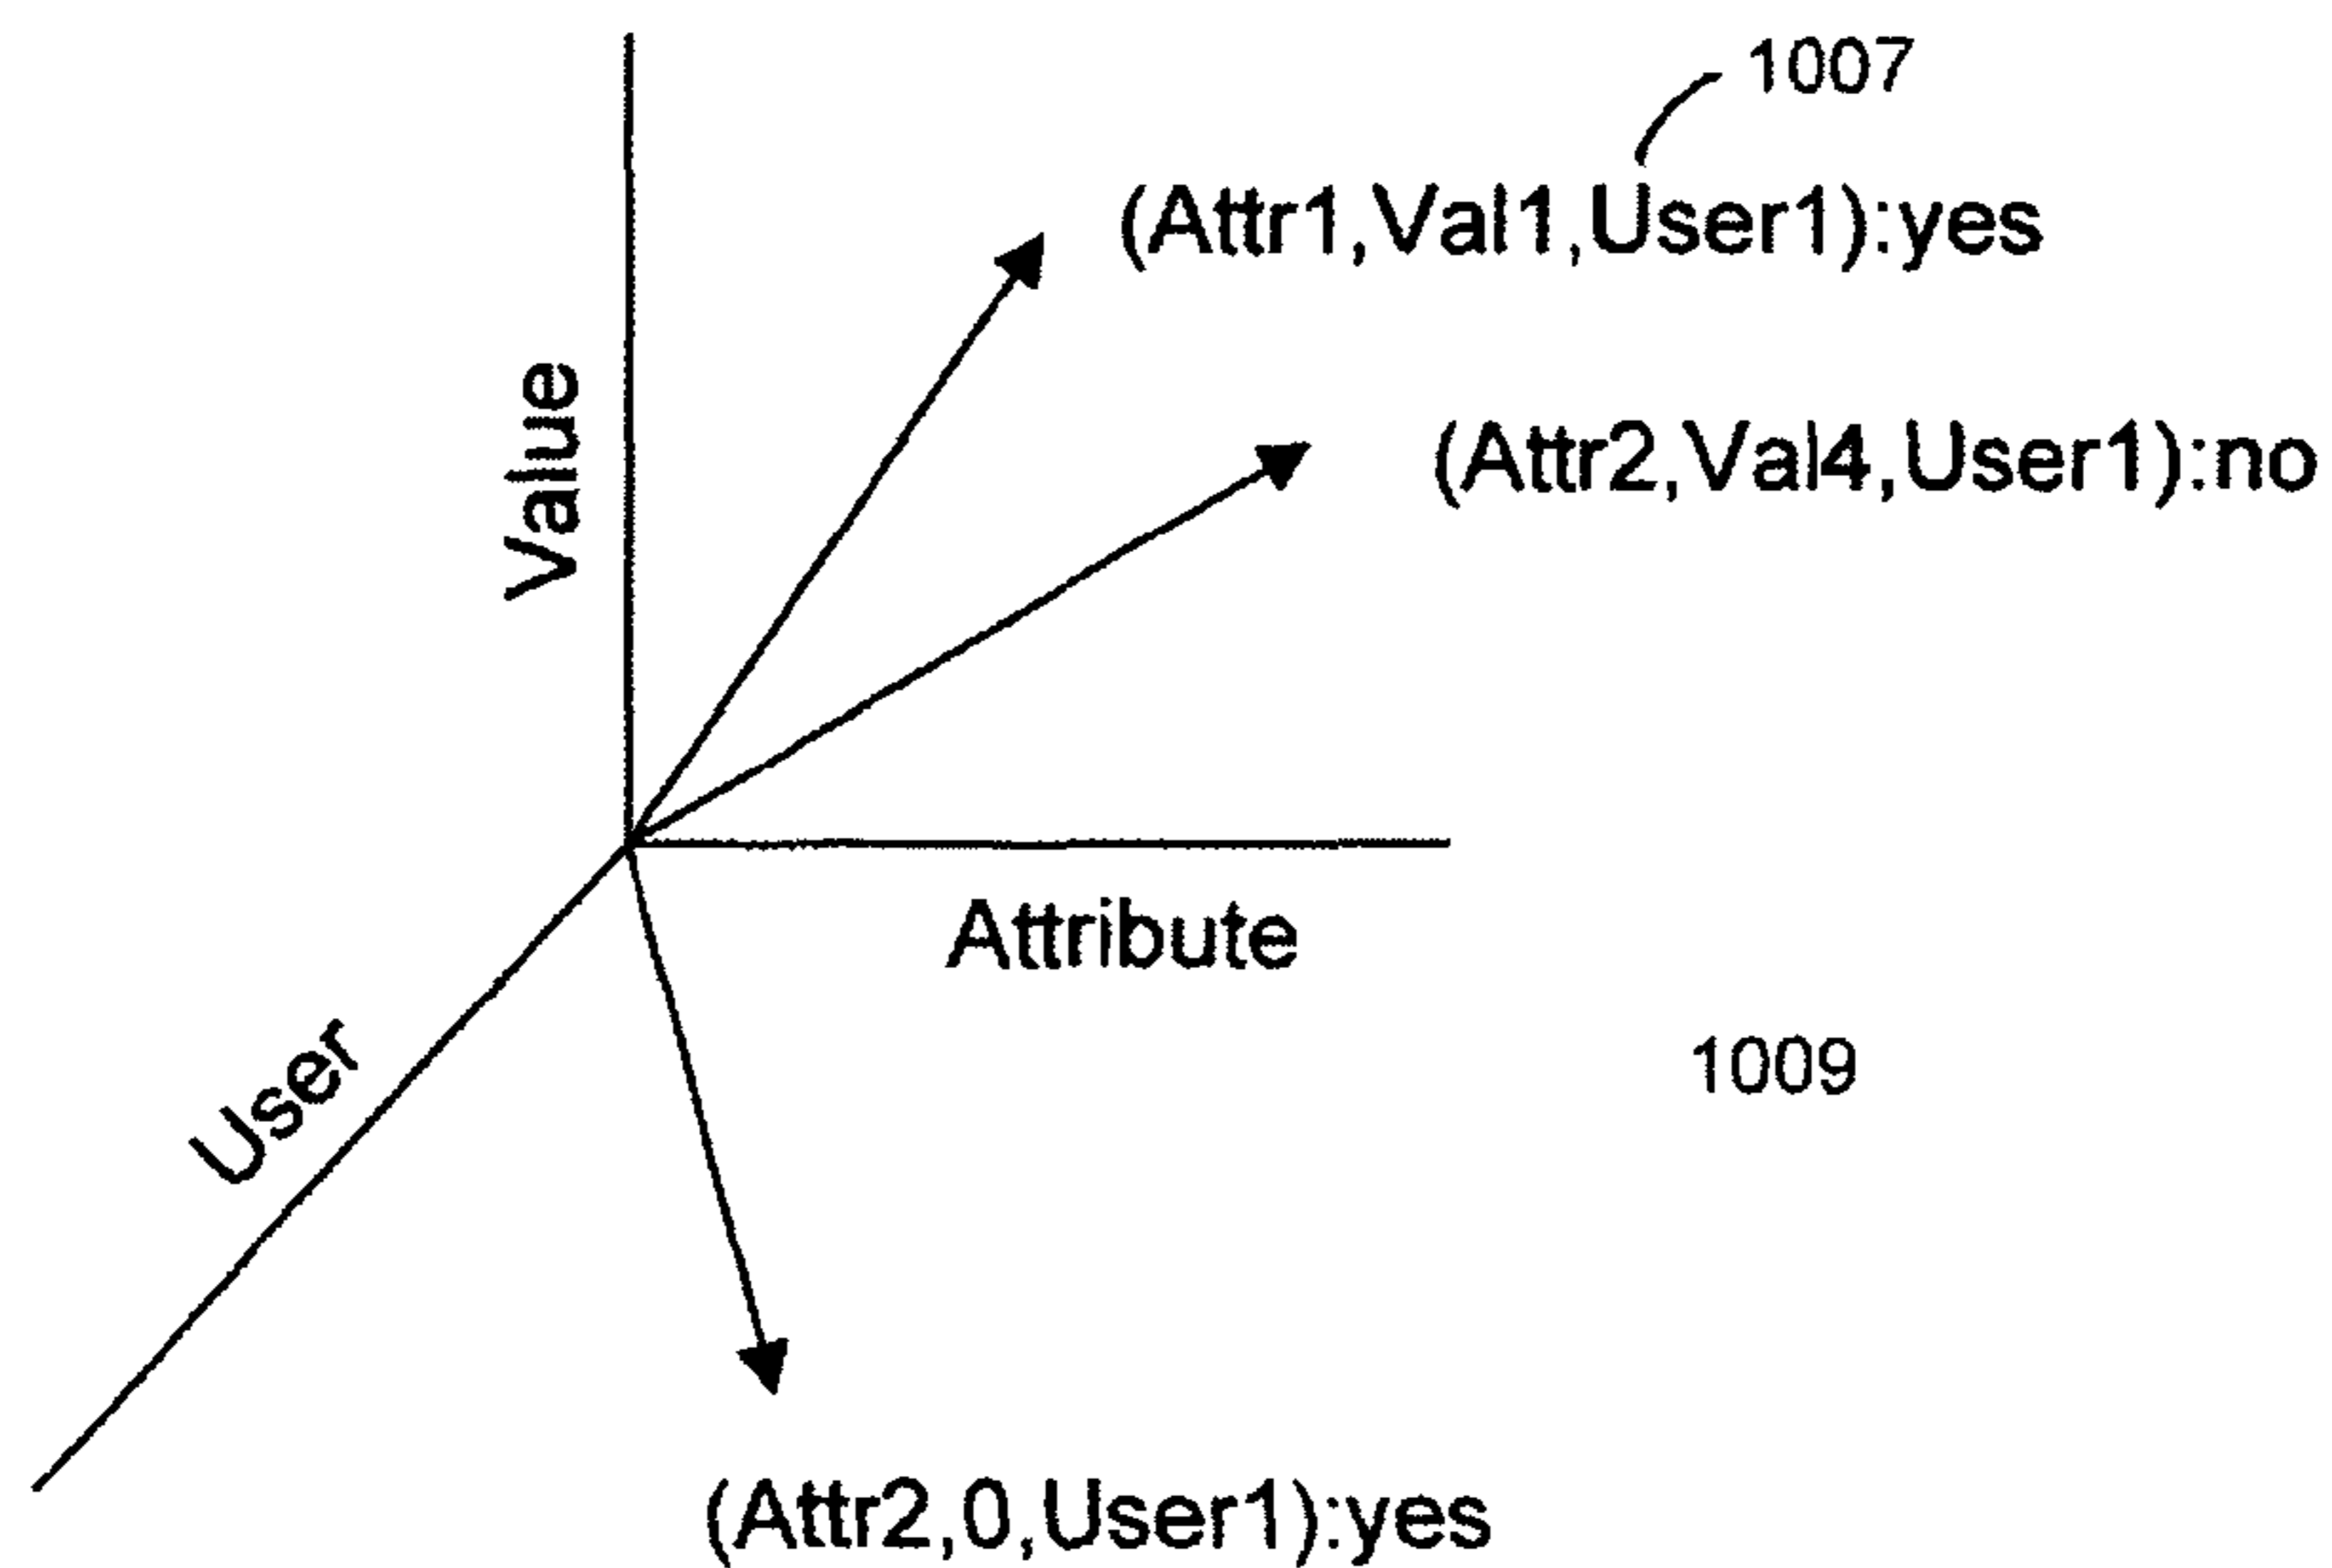 1007
(Attr1,Val1,User1):yes
Value
(Attr2,Val4,User1):no
Attribute
User
1009
(Attr2,0,User1):yes